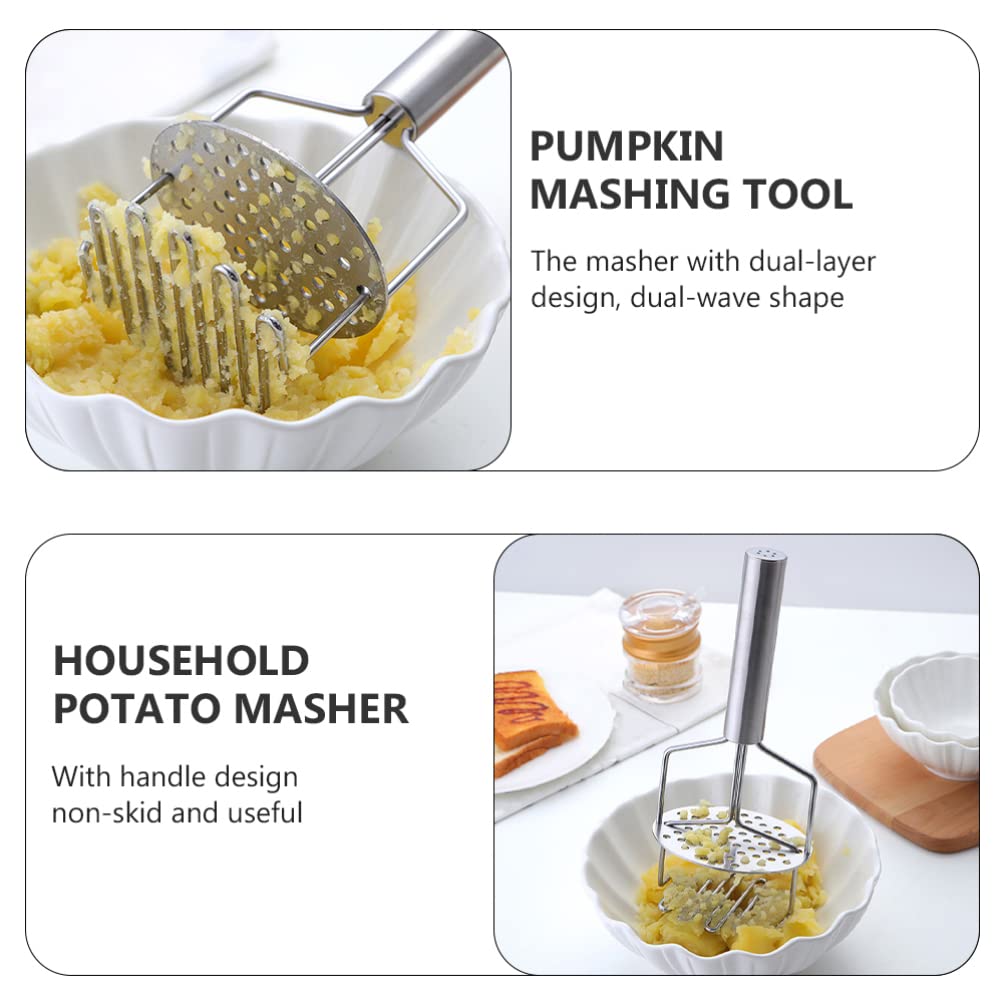 PUMPKIN
MASHING TOOL
The masher with dual-layer
design, dual-wave shape
HOUSEHOLD
POTATO MASHER
With handle design
non-skid and useful